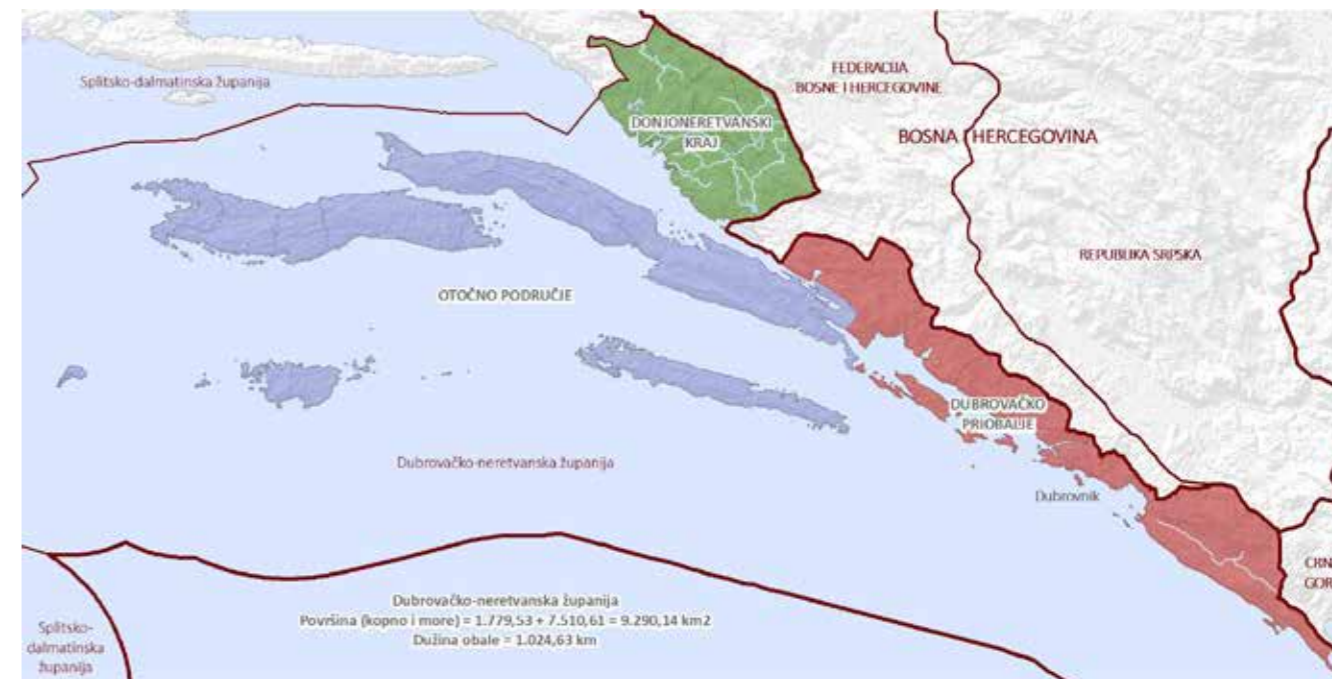 Splitsko-dalmatinska županija
FEDERACIJA
BOSNE I HERCEGOVINE
DONJONERETVANSKI
KRAJ
BOSNA I HERCEGOVINA
REPUBLIKA SRPSKA
OTOČNO PODRUČJE
DUBROVAČKO
PRIOBALJE
Dubrovačko-neretvanska županija
Dubrovnik
CRN
GOR
Dubrovačko-neretvanska županija
Površina (kopno i more) = 1.779,53 + 7.510,61 = 9.290,14 km2
Dužina obale = 1.024,63 km
Splitsko-
dalmatinska
županija